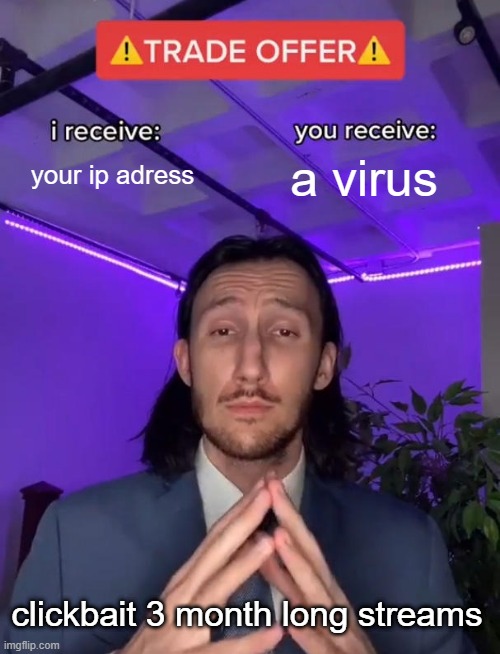 ⚠️TRADE OFFER⚠️
i receive:
you receive:
your ip adress
a virus
clickbait 3 month long streams
imgflip.com